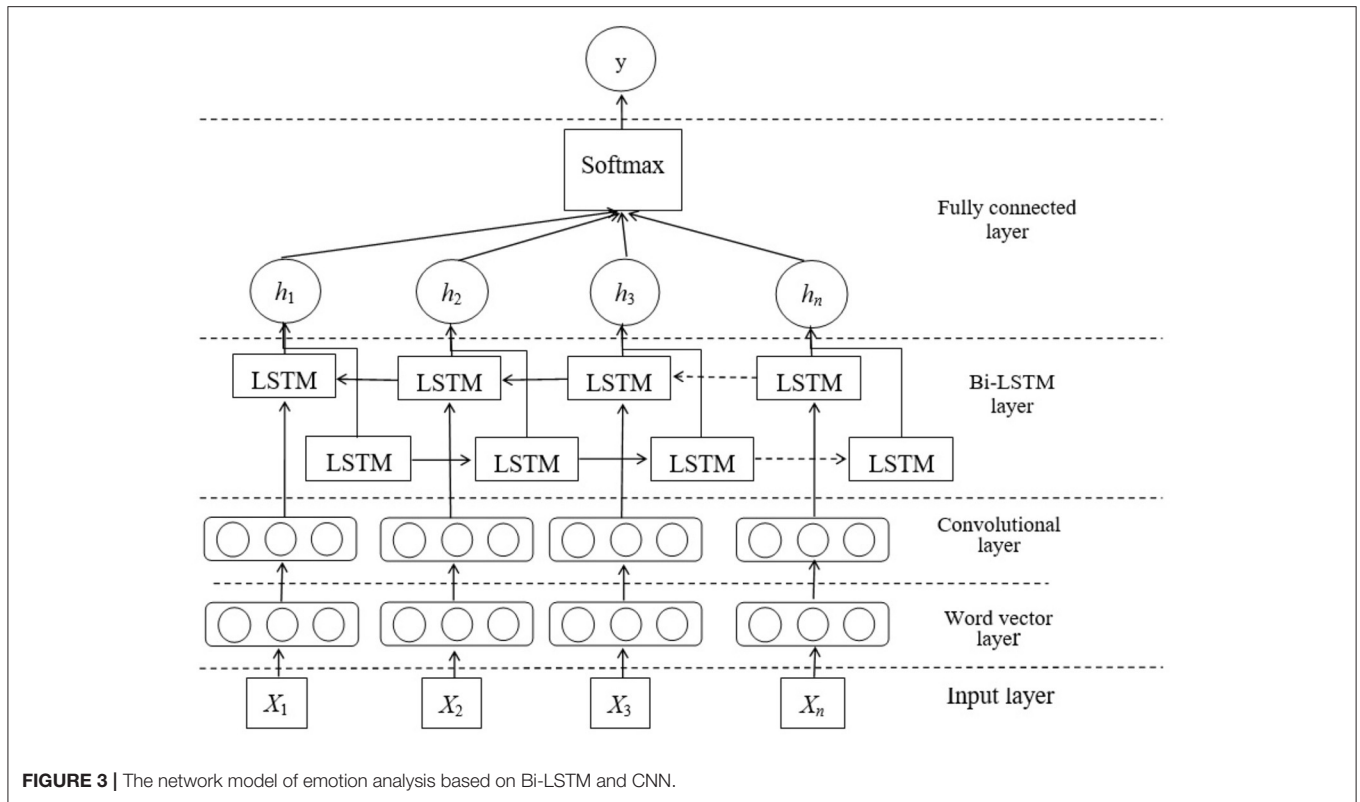 y
Softmax
Fully connected
layer
h1 h2 h3 hn
LSTM LSTM LSTM LSTM
Bi-LSTM
layer
LSTM LSTM LSTM LSTM
Convolutional
layer
Word vector
layer
X1 X2 X3 Xn Input layer
FIGURE 3 | The network model of emotion analysis based on Bi-LSTM and CNN.